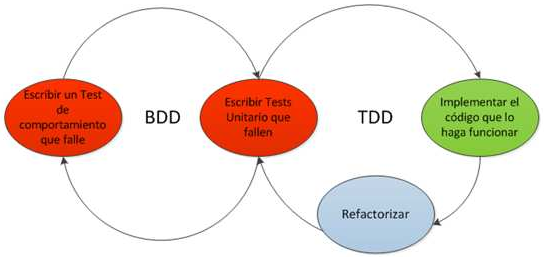 Escribir un Test
de
comportamiento
que falle
BDD
Escribir Tests
Unitario que
fallen
TDD
Implementar el
código que lo
haga funcionar
Refactorizar